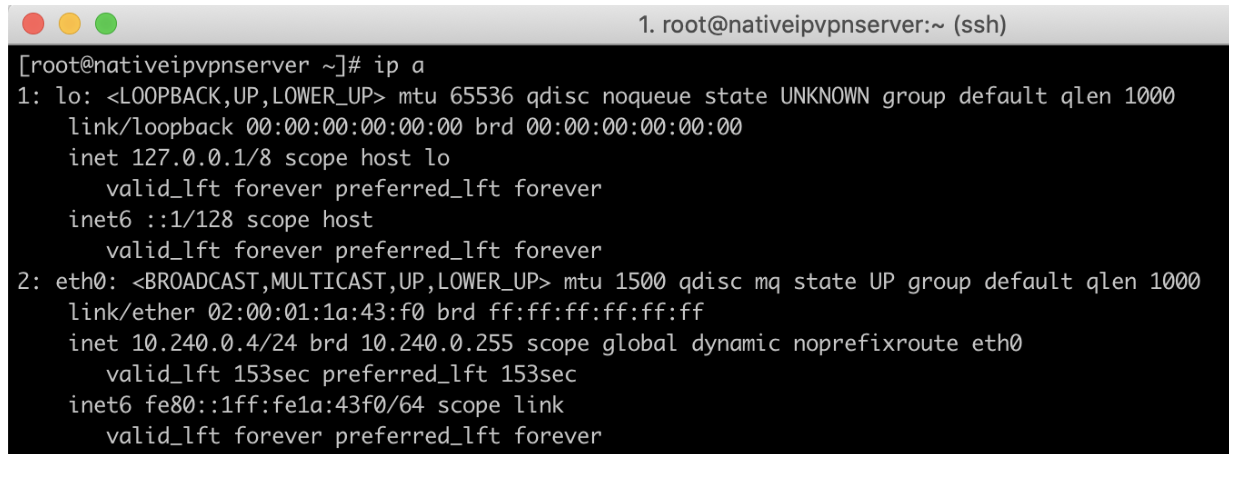 1. root@nativeipvpnserver:~ (ssh)
[root@nativeipvpnserver ~]# ip a
1: lo: <LOOPBACK,UP,LOWER_UP> mtu 65536 qdisc noqueue state UNKNOWN group default qlen 1000
    link/loopback 00:00:00:00:00:00 brd 00:00:00:00:00:00
    inet 127.0.0.1/8 scope host lo
       valid_lft forever preferred_lft forever
    inet6 ::1/128 scope host
       valid_lft forever preferred_lft forever
2: eth0: <BROADCAST,MULTICAST,UP,LOWER_UP> mtu 1500 qdisc mq state UP group default qlen 1000
    link/ether 02:00:01:1a:43:f0 brd ff:ff:ff:ff:ff:ff
    inet 10.240.0.4/24 brd 10.240.0.255 scope global dynamic noprefixroute eth0
       valid_lft 153sec preferred_lft 153sec
    inet6 fe80::1ff:fe1a:43f0/64 scope link
       valid_lft forever preferred_lft forever